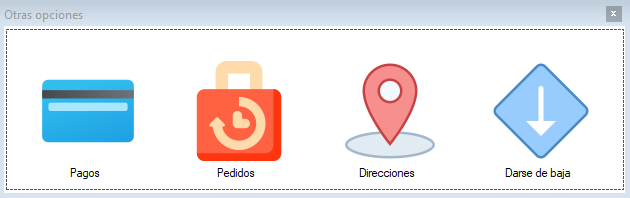 Otras opciones
x
Pagos
Pedidos
Direcciones
Darse de baja